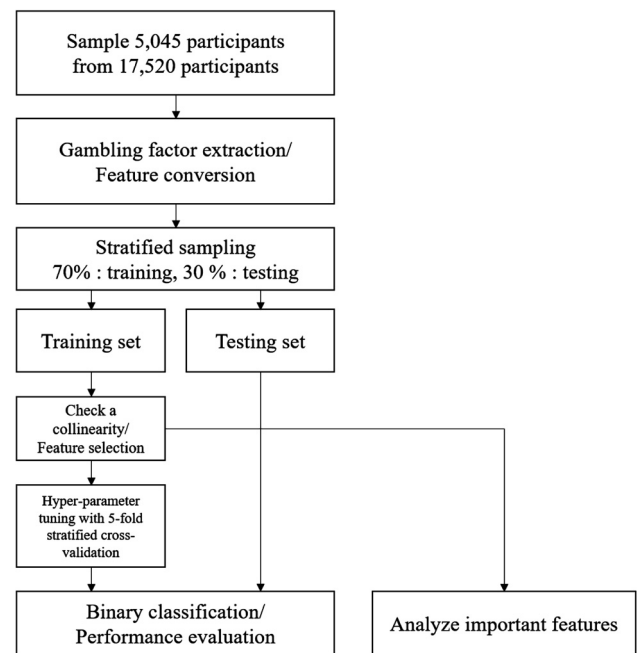 Sample 5,045 participants
from 17,520 participants
Gambling factor extraction/
Feature conversion
Stratified sampling
70% : training, 30 % : testing
Training set
Testing set
Check a
collinearity/
Feature selection
Hyper-parameter
tuning with 5-fold
stratified cross-
validation
Binary classification/
Performance evaluation
Analyze important features